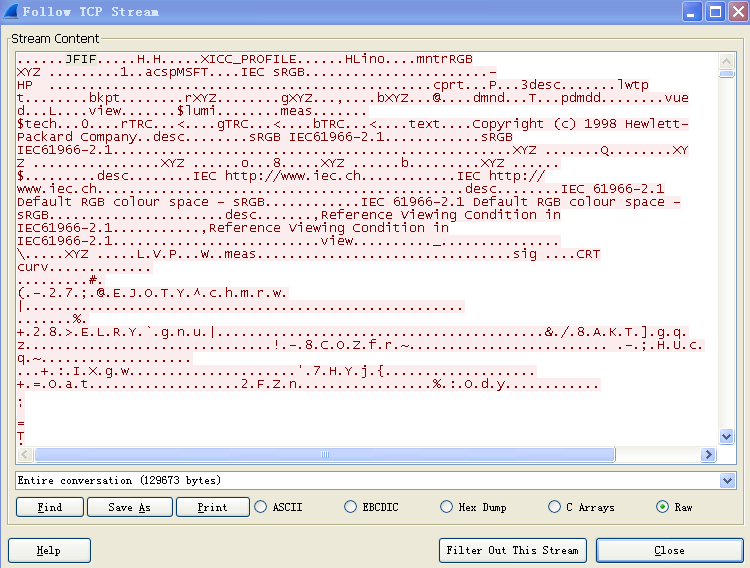 Follow TCP Stream
Stream Content
......JFIF.....H.H.....XICC_PROFILE......HLino....mntrRGB
XYZ .........1..acspMSFT....IEC sRGB.......................-
HP  ................................................cprt...P...3desc.......lwtp
t........bkpt.........rXYZ........gXYZ...,....bXYZ...@....dmnd...T...pdmdd.........vue
d...L....view.......$lumi.........meas........
$tech...0....rTRC...<.....gTRC...<....bTRC...<....text....Copyright (c) 1998 Hewlett-
Packard Company..desc.........sRGB IEC61966-2.1............sRGB
IEC61966-2.1..................................................XYZ ........Q........XY
Z .................XYZ .......o...8.....XYZ .......b.........XYZ .......
$.........desc........IEC http://www.iec.ch............IEC http://
www.iec.ch..............................................desc.......IEC 61966-2.1
Default RGB colour space - sRGB............IEC 61966-2.1 Default RGB colour space -
sRGB......................desc.......,Reference Viewing Condition in
IEC61966-2.1...........,Reference Viewing Condition in
IEC61966-2.1..........................view............._...............
\.....XYZ .....L.V.P...w..meas................................sig ....CRT
curv.............
.........#.
(.-.2.7.;.@.E.J.O.T.Y.^.c.h.m.r.w.
|.............................................................
.......%.
+.2.8.>.E.L.R.Y.`.g.n.u.|.............................................&./.8.A.K.T.].g.q.
z..................................!.-.8.C.O.Z.f.r.~............................ .-.;.H.U.c.
q.~...................
...+.:.I.X.g.w.......................'.7.H.Y.j.{.....................
+.=.O.a.t.....................2.F.Z.n..................%.:.O.d.y............
;
=
T
Entire conversation (129673 bytes)
Find
Save As
Print
ASCII
EBCDIC
Hex Dump
C Arrays
Raw
Help
Filter Out This Stream
Close